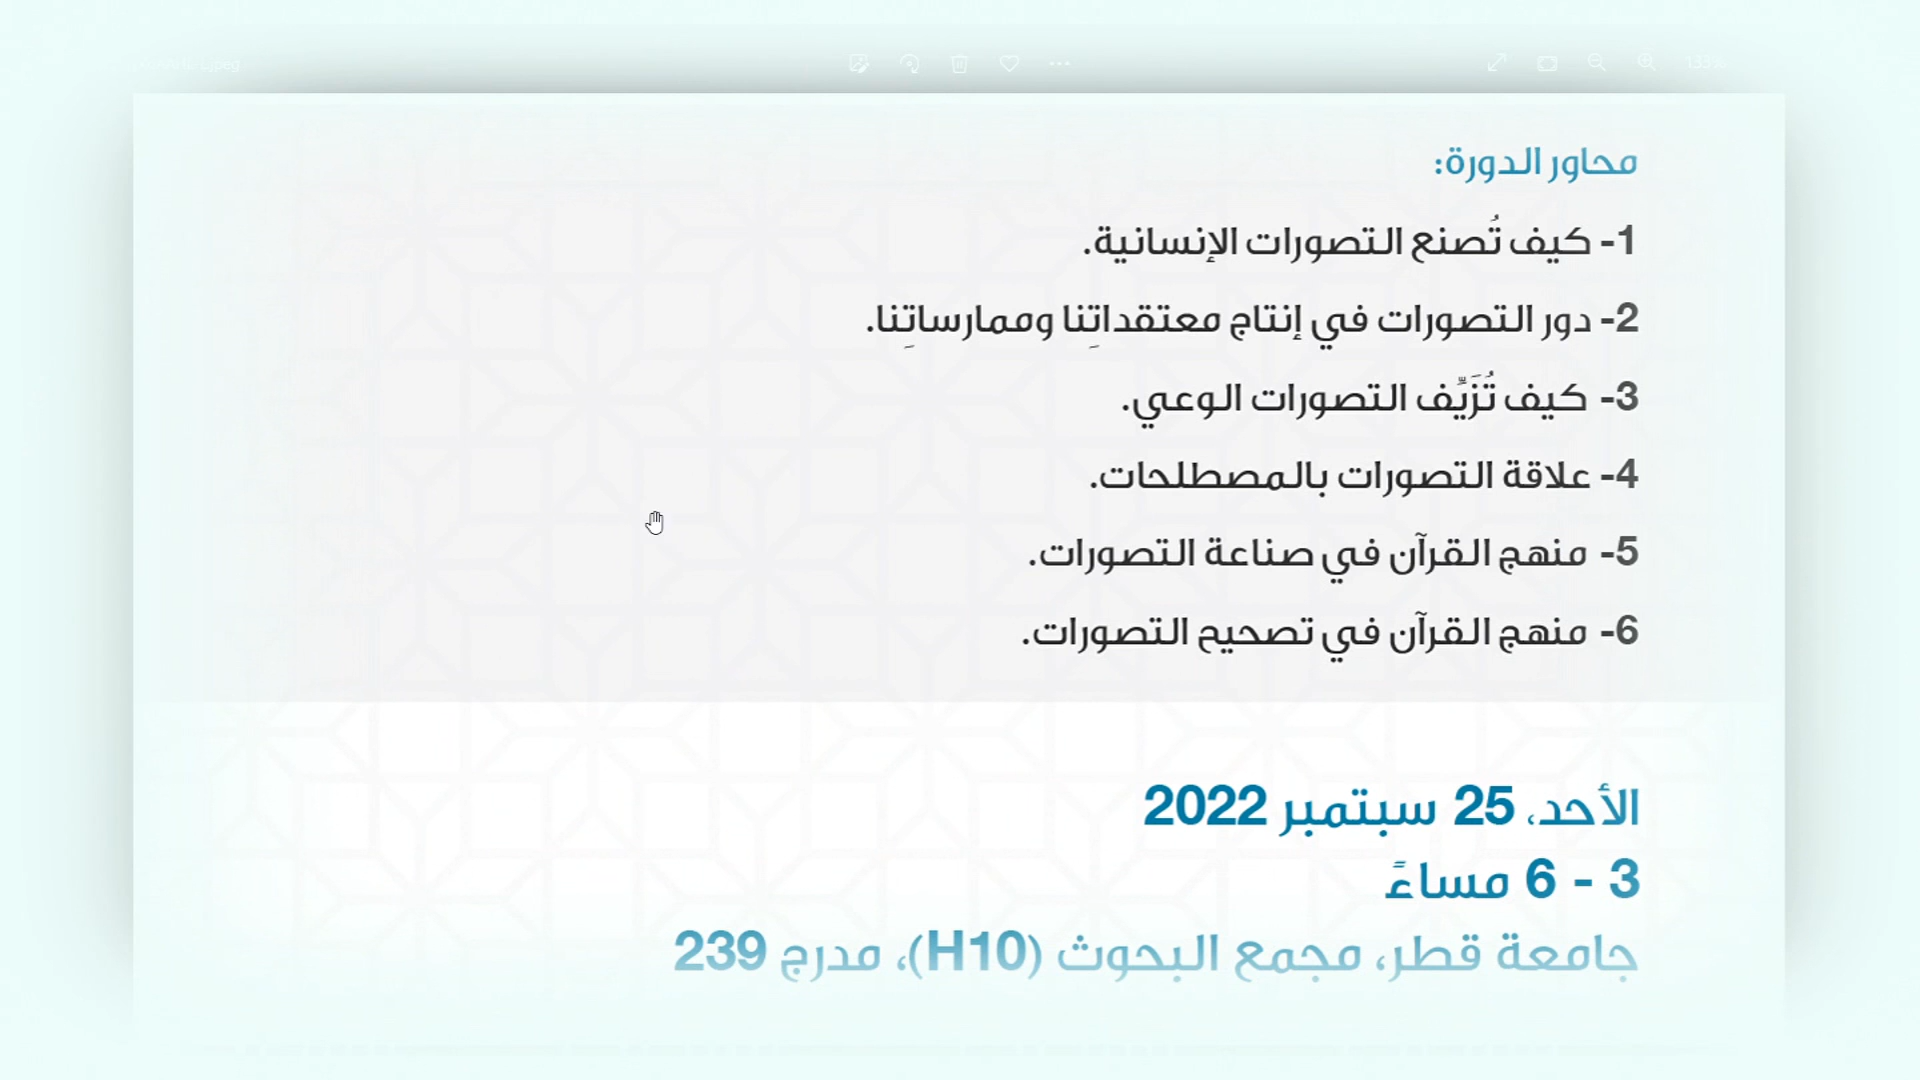 محاور الدورة:
1- كيف تُصنع التصورات الإنسانية.
2- دور التصورات في إنتاج معتقداتِنا وممارساتِنا.
3- كيف تُزَيِّف التصورات الوعي.
4- علاقة التصورات بالمصطلحات.
5- منهج القرآن في صناعة التصورات.
6- منهج القرآن في تصحيح التصورات.
الأحد، 25 سبتمبر 2022
3 - 6 مساءً
جامعة قطر، مجمع البحوث (H10)، مدرج 239